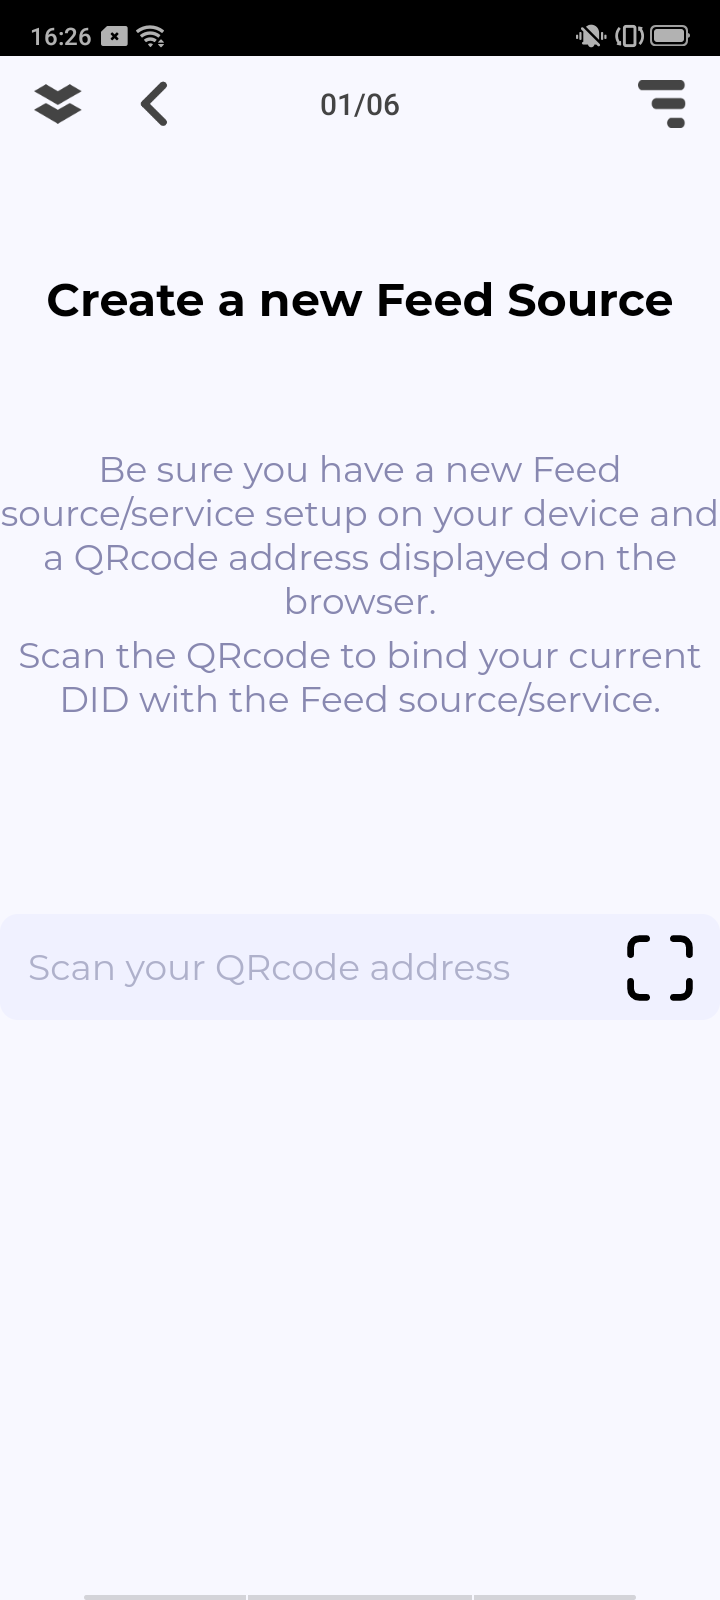 16:26
01/06
Create a new Feed Source
Be sure you have a new Feed
source/service setup on your device and
a QRcode address displayed on the
browser.
Scan the QRcode to bind your current
DID with the Feed source/service.
Scan your QRcode address